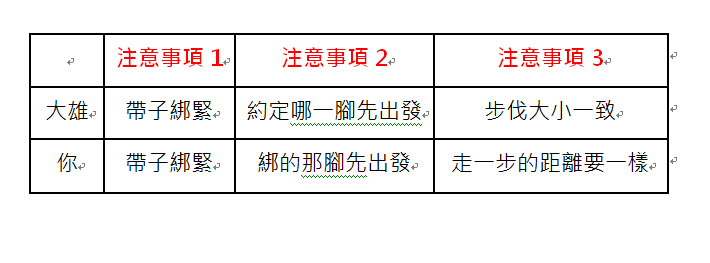 注意事項 1 注意事項 2 注意事項 3
大雄 帶子綁緊 約定哪一腳先出發 步伐大小一致
你 帶子綁緊 綁的那腳先出發 走一步的距離要一樣